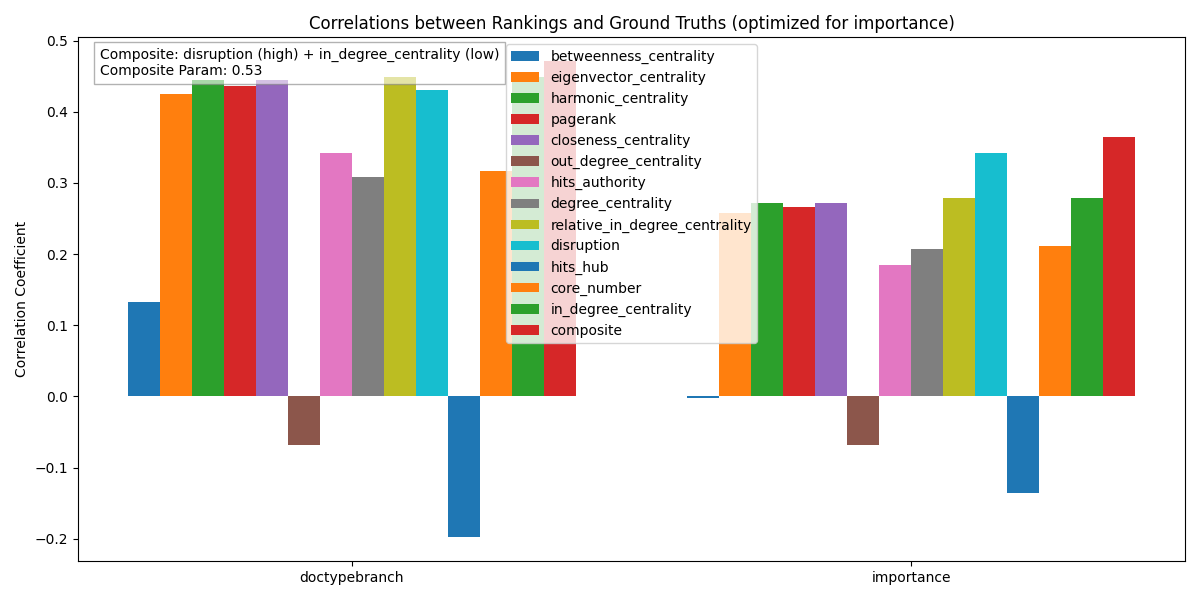 Correlations between Rankings and Ground Truths (optimized for importance)
Composite: disruption (high) + in_degree_centrality (low)
Composite Param: 0.53
betweenness_centrality
eigenvector_centrality
harmonic_centrality
pagerank
closeness_centrality
out_degree_centrality
hits_authority
degree_centrality
relative_in_degree_centrality
disruption
hits_hub
core_number
in_degree_centrality
composite
Correlation Coefficient
0.5
0.4
0.3
0.2
0.1
0.0
−0.1
−0.2
doctypebranch
importance